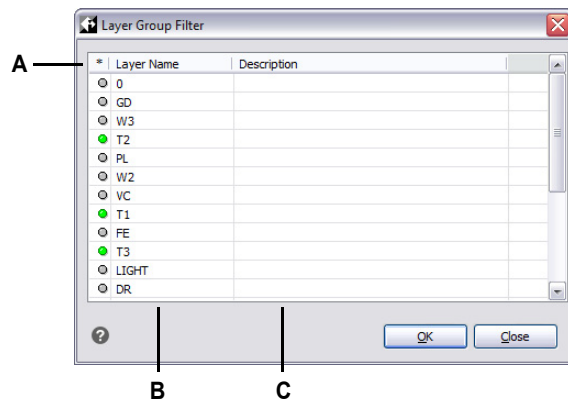 Layer Group Filter
A
* Layer Name Description
0
GD
W3
T2
PL
W2
VC
T1
FE
T3
LIGHT
DR
? OK Close
B C